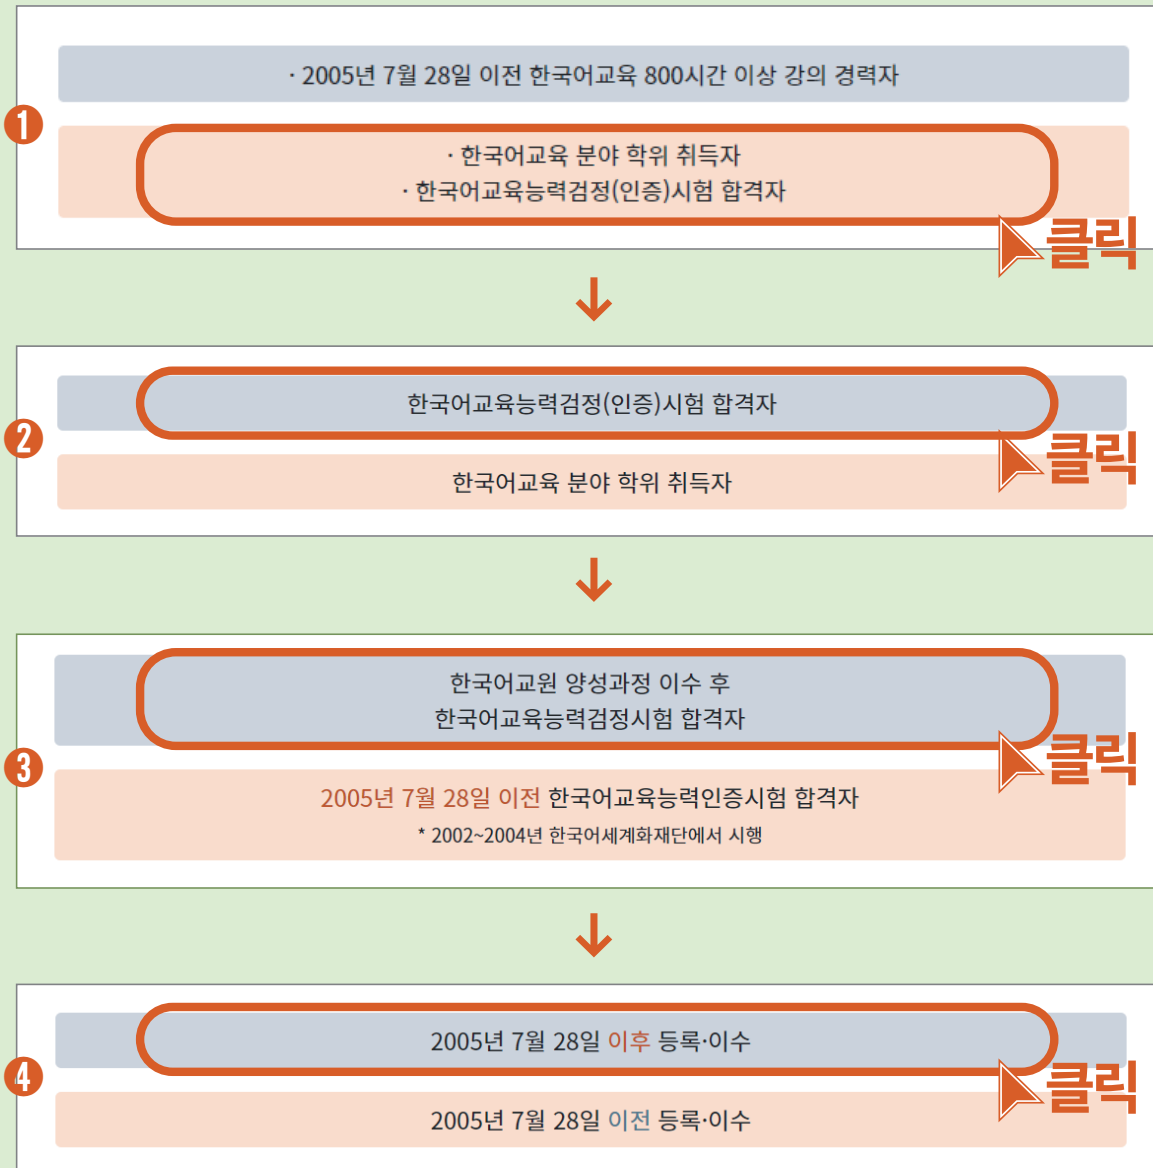 · 2005년 7월 28일 이전 한국어교육 800시간 이상 강의 경력자
1
· 한국어교육 분야 학위 취득자
· 한국어교육능력검정(인증)시험 합격자
클릭
한국어교육능력검정(인증)시험 합격자
2
클릭
한국어교육 분야 학위 취득자
한국어교원 양성과정 이수 후
한국어교육능력검정시험 합격자
3
클릭
2005년 7월 28일 이전 한국어교육능력인증시험 합격자
* 2002~2004년 한국어세계화재단에서 시행
2005년 7월 28일 이후 등록·이수
4
클릭
2005년 7월 28일 이전 등록·이수